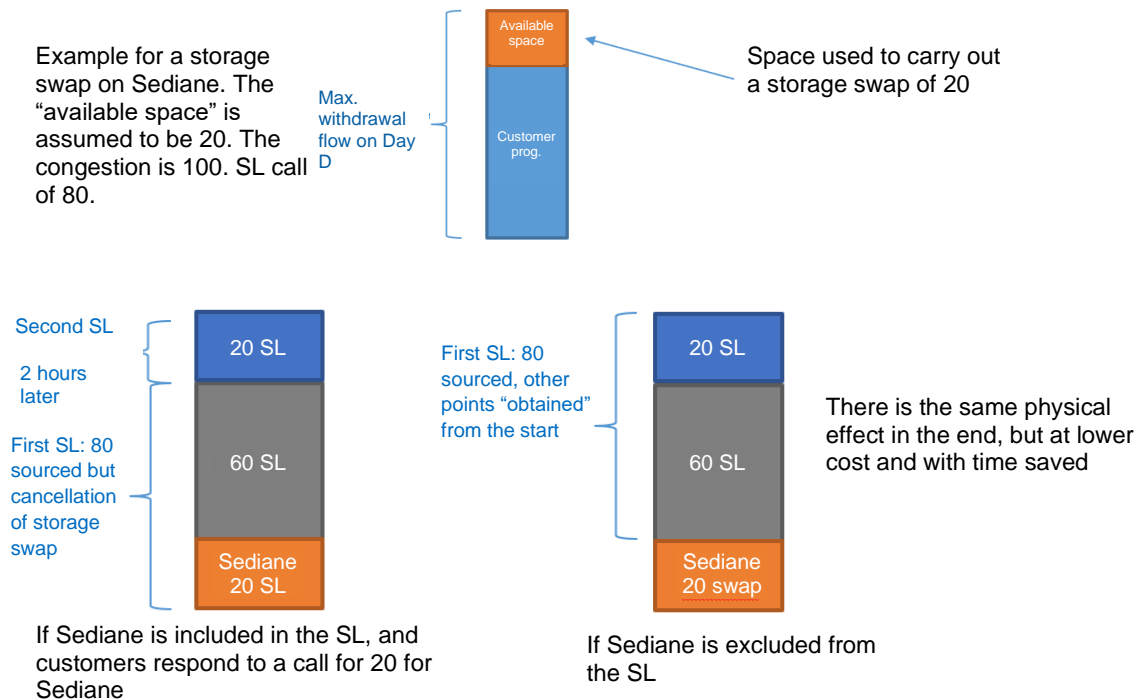 Example for a storage
swap on Sediane. The
“available space” is
assumed to be 20. The
congestion is 100. SL call
of 80.
Max.
withdrawal
flow on Day
D
Available
space
Customer
prog.
Space used to carry out
a storage swap of 20
Second SL
2 hours
later
First SL: 80
sourced but
cancellation
of storage
swap
20 SL
60 SL
Sediane
20 SL
If Sediane is included in the SL, and
customers respond to a call for 20 for
Sediane
First SL: 80
sourced, other
points “obtained”
from the start
20 SL
60 SL
Sediane
20 swap
If Sediane is excluded from
the SL
There is the same physical
effect in the end, but at lower
cost and with time saved